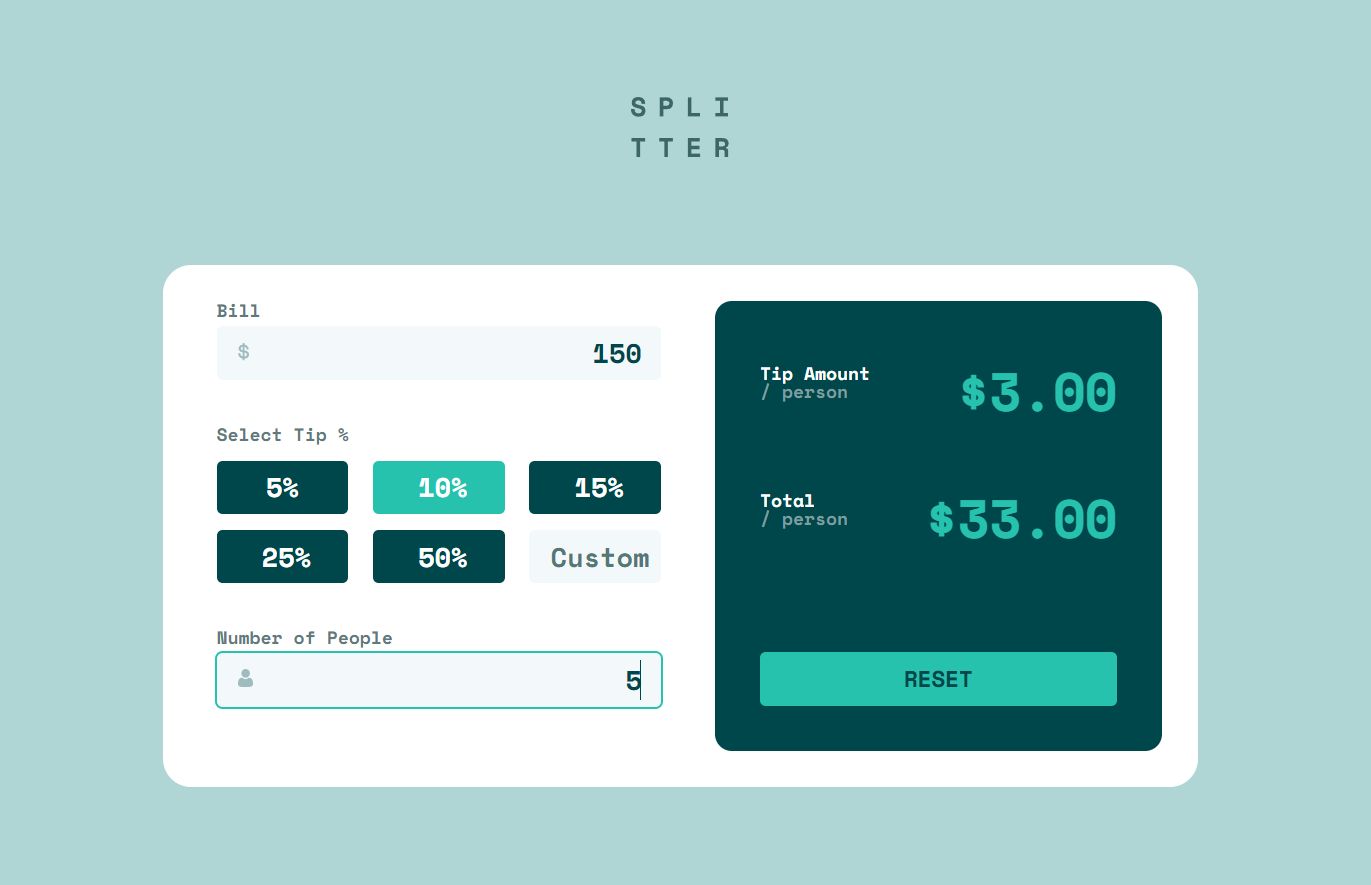 SPLI
TTER
Bill
$ 150
Select Tip %
5% 10% 15%
25% 50% Custom
Number of People
5
Tip Amount
/ person
$3.00
Total
/ person
$33.00
RESET